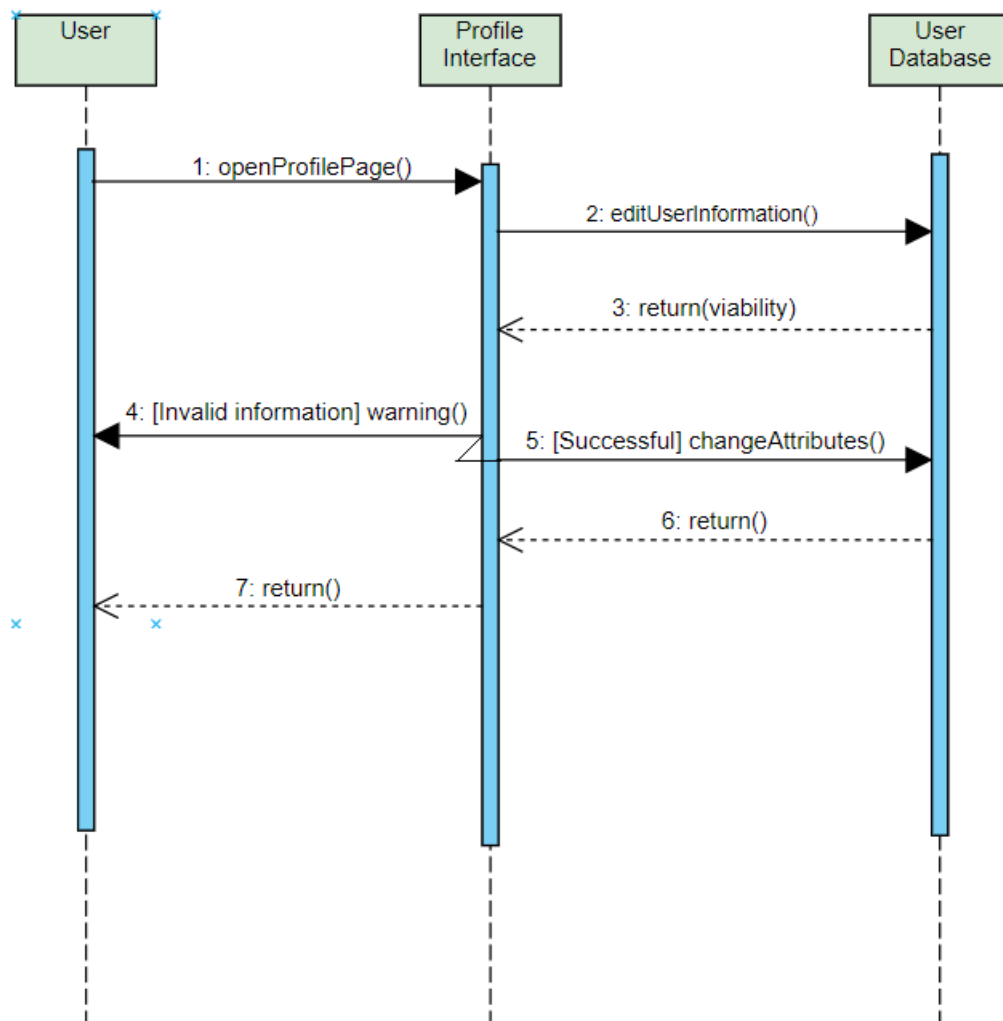 User
Profile
Interface
User
Database
1: openProfilePage()
2: editUserInformation()
3: return(viability)
4: [Invalid information] warning()
5: [Successful] changeAttributes()
6: return()
7: return()